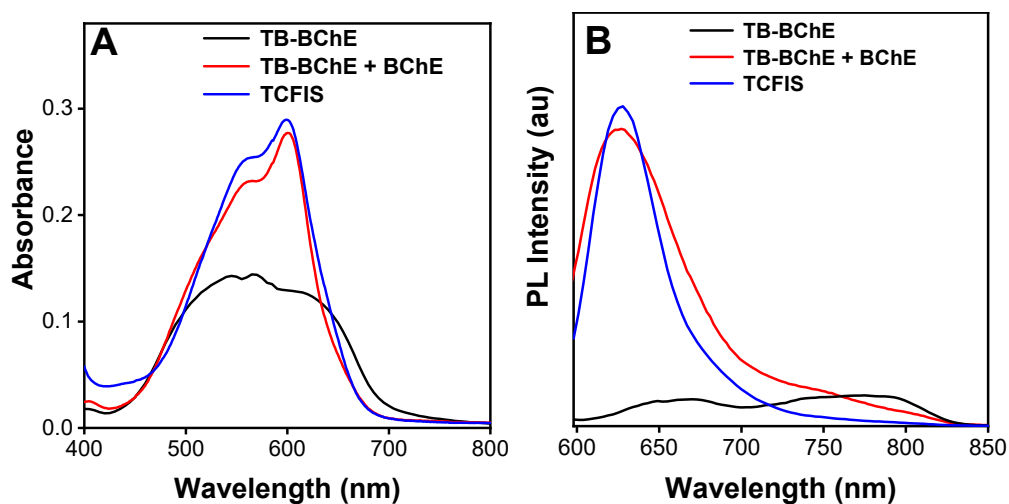 A
TB-BChE
TB-BChE + BChE
TCFIS
Absorbance
0.3
0.2
0.1
0.0
400
500
600
700
800
Wavelength (nm)
B
TB-BChE
TB-BChE + BChE
TCFIS
PL Intensity (au)
600
650
700
750
800
850
Wavelength (nm)